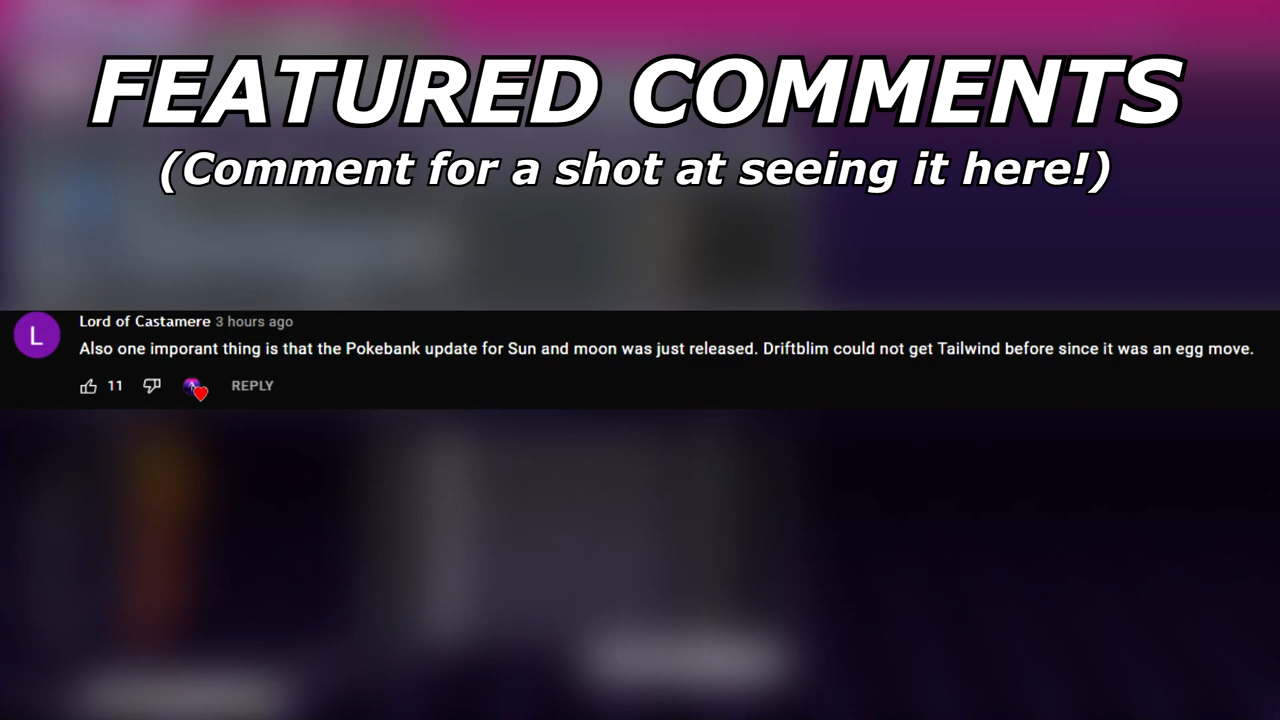 FEATURED COMMENTS
(Comment for a shot at seeing it here!)
L
Lord of Castamere 3 hours ago
Also one imporant thing is that the Pokebank update for Sun and moon was just released. Driftblim could not get Tailwind before since it was an egg move.
11 REPLY